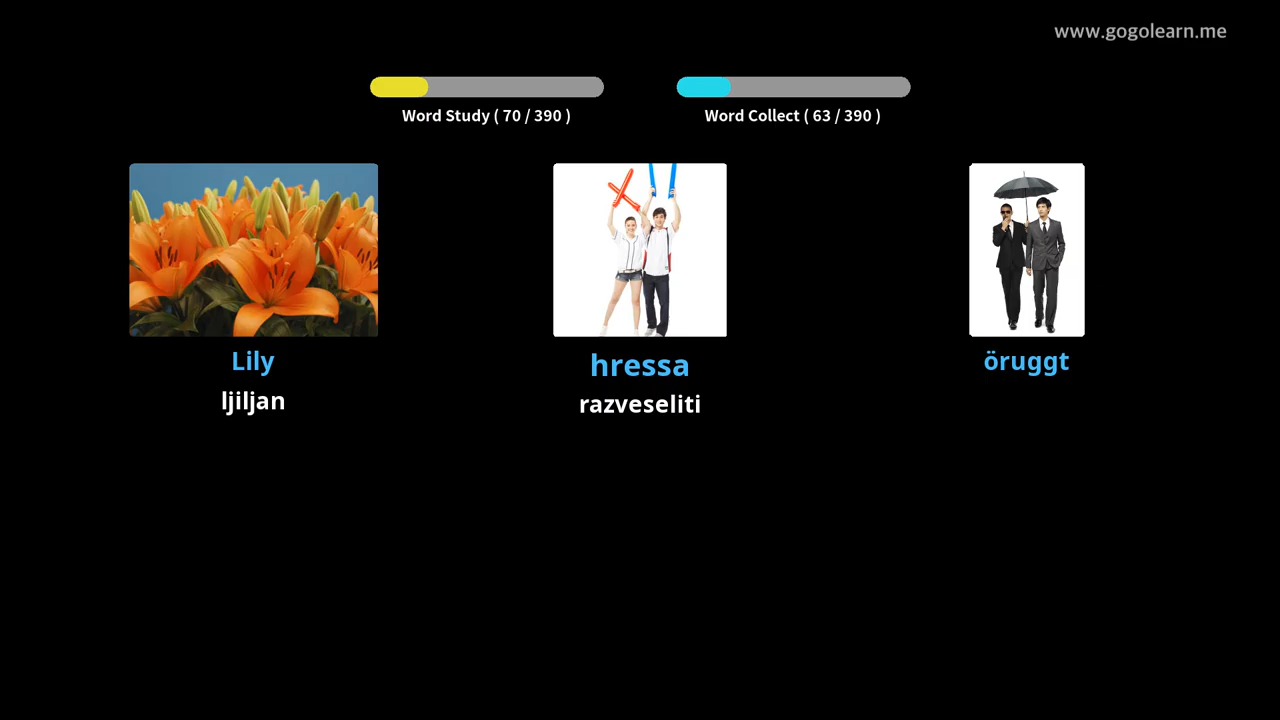 www.gogolearn.me
Word Study ( 70 / 390 )
Word Collect ( 63 / 390 )
Lily
hressa
öruggt
ljiljan
razveseliti